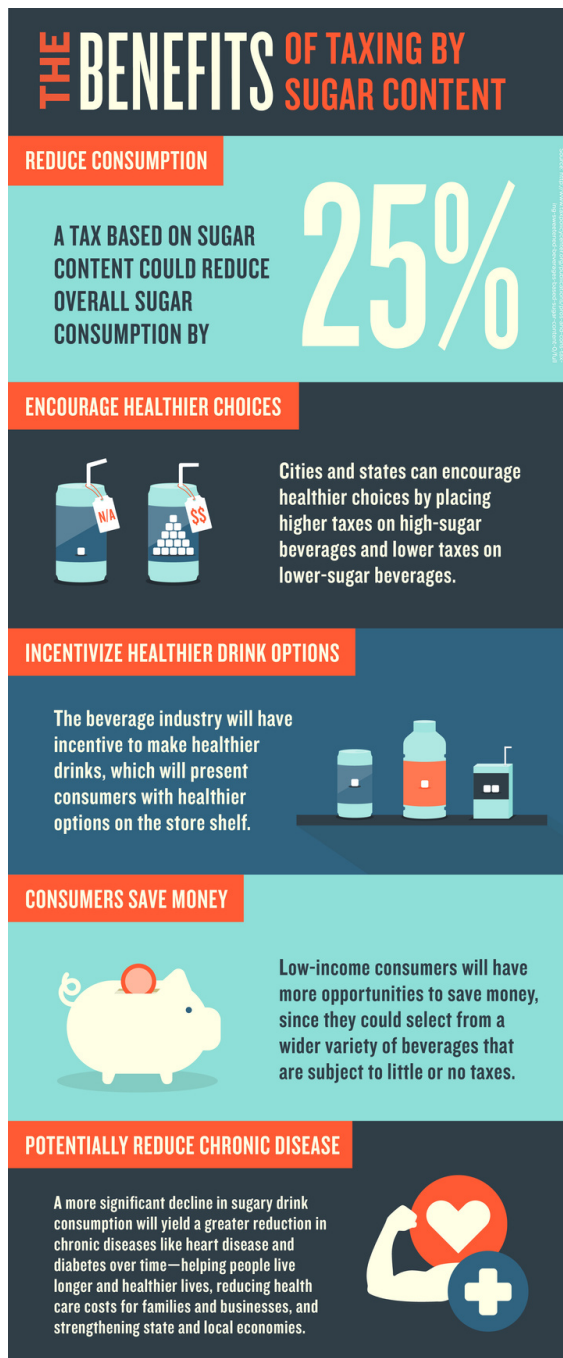 THE BENEFITS OF TAXING BY
SUGAR CONTENT
REDUCE CONSUMPTION
A TAX BASED ON SUGAR
CONTENT COULD REDUCE
OVERALL SUGAR
CONSUMPTION BY
25%
ENCOURAGE HEALTHIER CHOICES
N/A
$$
Cities and states can encourage
healthier choices by placing
higher taxes on high-sugar
beverages and lower taxes on
lower-sugar beverages.
INCENTIVIZE HEALTHIER DRINK OPTIONS
The beverage industry will have
incentive to make healthier
drinks, which will present
consumers with healthier
options on the store shelf.
CONSUMERS SAVE MONEY
Low-income consumers will have
more opportunities to save money,
since they could select from a
wider variety of beverages that
are subject to little or no taxes.
POTENTIALLY REDUCE CHRONIC DISEASE
A more significant decline in sugary drink
consumption will yield a greater reduction in
chronic diseases like heart disease and
diabetes over time—helping people live
longer and healthier lives, reducing health
care costs for families and businesses, and
strengthening state and local economies.